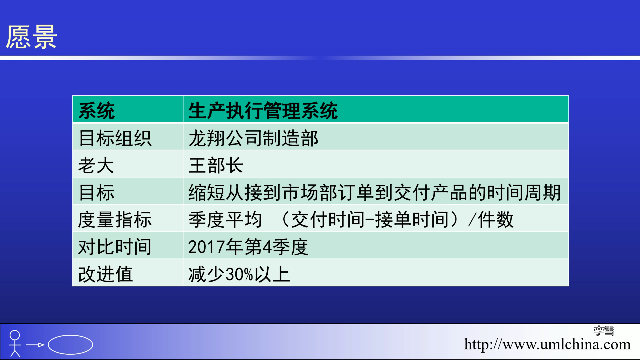 愿景
系统 生产执行管理系统
目标组织 龙翔公司制造部
老大 王部长
目标 缩短从接到市场部订单到交付产品的时间周期
度量指标 季度平均 （交付时间-接单时间）/件数
对比时间 2017年第4季度
改进值 减少30%以上
http://www.umlchina.com